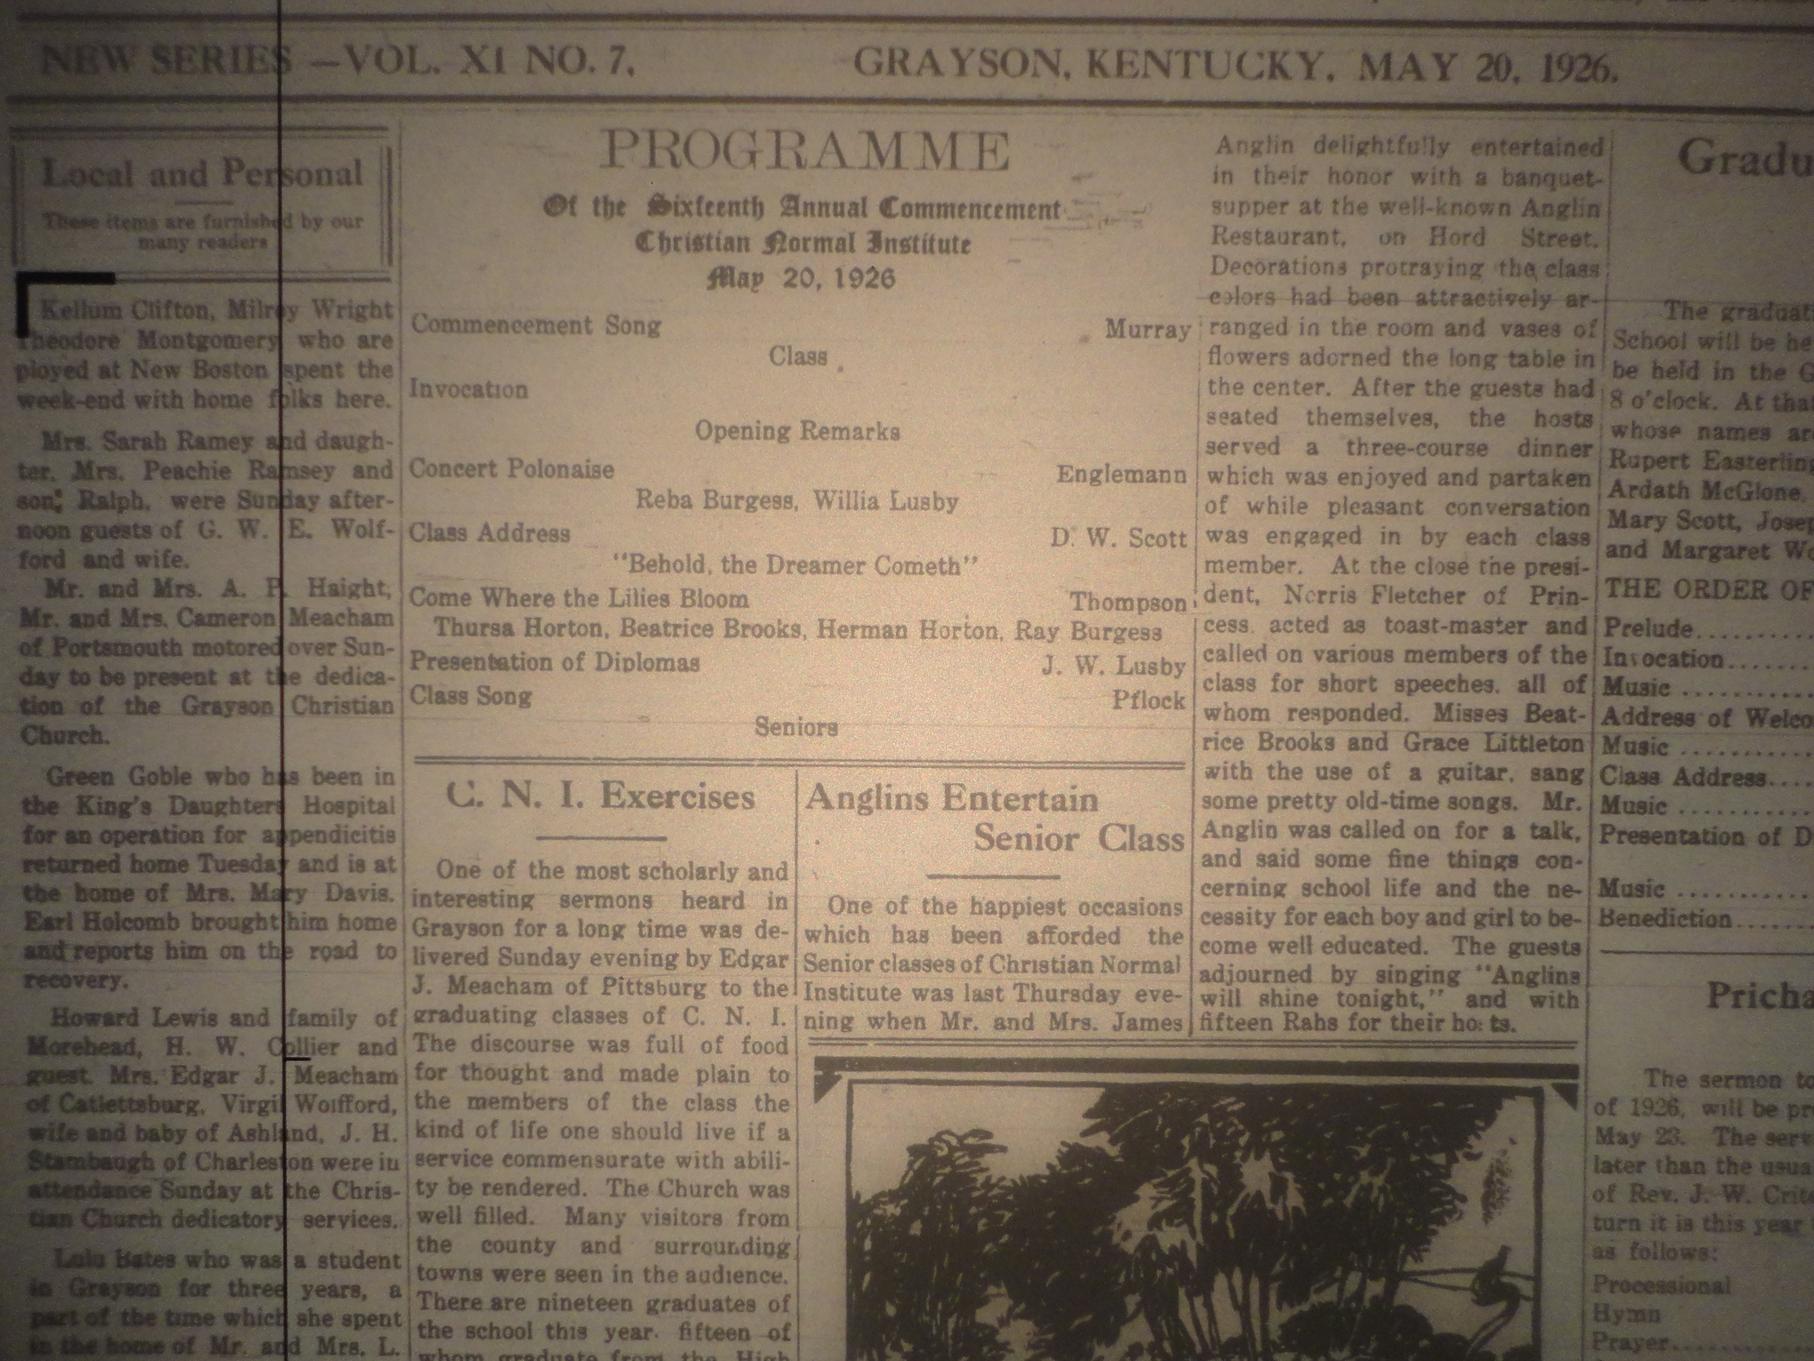 NEW SERIES —VOL. XI NO. 7.
GRAYSON, KENTUCKY, MAY 20, 1926.
Local and Personal
These items are furnished by our
many readers
Kellum Clifton, Milroy Wright
Theodore Montgomery who are
ployed at New Boston spent the
week-end with home folks here.
Mrs. Sarah Ramey and daugh-
ter, Mrs. Peachie Ramsey and
son, Ralph, were Sunday after-
noon guests of G. W. E. Wolf-
ford and wife.
Mr. and Mrs. A. P. Haight,
Mr. and Mrs. Cameron Meacham
of Portsmouth motored over Sun-
day to be present at the dedica-
tion of the Grayson Christian
Church.
Green Goble who has been in
the King's Daughters Hospital
for an operation for appendicitis
returned home Tuesday and is at
the home of Mrs. Mary Davis.
Earl Holcomb brought him home
and reports him on the road to
recovery.
Howard Lewis and family of
Morehead, H. W. Collier and
guest Mrs. Edgar J. Meacham
of Catlettsburg, Virgil Wolfford,
wife and baby of Ashland, J. H.
Stambaugh of Charleston were in
attendance Sunday at the Chris-
tian Church dedicatory services.
Lulu Bates who was a student
in Grayson for three years, a
part of the time which she spent
in the home of Mr. and Mrs. L.
PROGRAMME
Of the Sixteenth Annual Commencement
Christian Normal Institute
May 20, 1926
Commencement Song Murray
Class
Invocation
Opening Remarks
Concert Polonaise Englemann
Reba Burgess, Willia Lusby
Class Address D. W. Scott
"Behold, the Dreamer Cometh"
Come Where the Lilies Bloom Thompson
Thursa Horton, Beatrice Brooks, Herman Horton, Ray Burgess
Presentation of Diplomas J. W. Lusby
Class Song Pflock
Seniors
C. N. I. Exercises
One of the most scholarly and
interesting sermons heard in
Grayson for a long time was de-
livered Sunday evening by Edgar
J. Meacham of Pittsburg to the
graduating classes of C. N. I.
The discourse was full of food
for thought and made plain to
the members of the class the
kind of life one should live if a
service commensurate with abili-
ty be rendered. The Church was
well filled. Many visitors from
the county and surrounding
towns were seen in the audience.
There are nineteen graduates of
the school this year, fifteen of
whom graduate from the High
Anglins Entertain
Senior Class
One of the happiest occasions
which has been afforded the
Senior classes of Christian Normal
Institute was last Thursday eve-
ning when Mr. and Mrs. James
Anglin delightfully entertained
in their honor with a banquet-
supper at the well-known Anglin
Restaurant, on Hord Street.
Decorations protraying the class
colors had been attractively ar-
ranged in the room and vases of
flowers adorned the long table in
the center. After the guests had
seated themselves, the hosts
served a three-course dinner
which was enjoyed and partaken
of while pleasant conversation
was engaged in by each class
member. At the close the presi-
dent, Norris Fletcher of Prin-
cess, acted as toast-master and
called on various members of the
class for short speeches, all of
whom responded. Misses Beat-
rice Brooks and Grace Littleton
with the use of a guitar, sang
some pretty old-time songs. Mr.
Anglin was called on for a talk,
and said some fine things con-
cerning school life and the ne-
cessity for each boy and girl to be-
come well educated. The guests
adjourned by singing "Anglins
will shine tonight," and with
fifteen Rahs for their ho: ts.
Gradu
The graduat
School will be he
be held in the G
8 o'clock. At that
whose names are
Rupert Easterling
Ardath McGlone,
Mary Scott, Josep
and Margaret Wo
THE ORDER OF
Prelude........
Invocation.......
Music ............
Address of Welco
Music ............
Class Address....
Music ............
Presentation of D
Music ............
Benediction.......
Pricha
The sermon to
of 1926, will be pr
May 23. The serv
later than the usua
of Rev. J. W. Crite
turn it is this year
as follows:
Processional
Hymn
Prayer...........